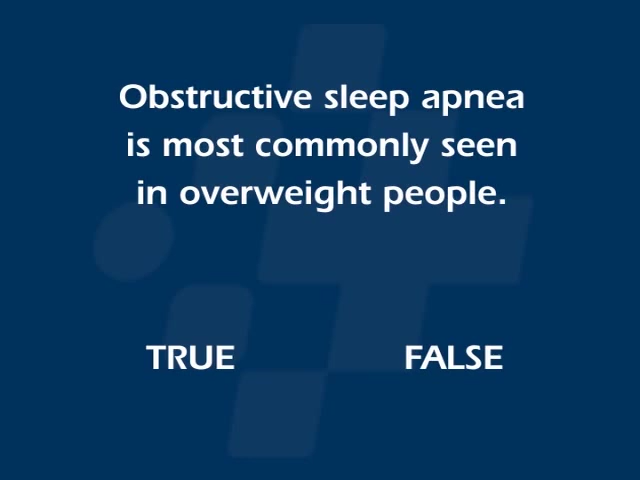 Obstructive sleep apnea
is most commonly seen
in overweight people.
TRUE FALSE